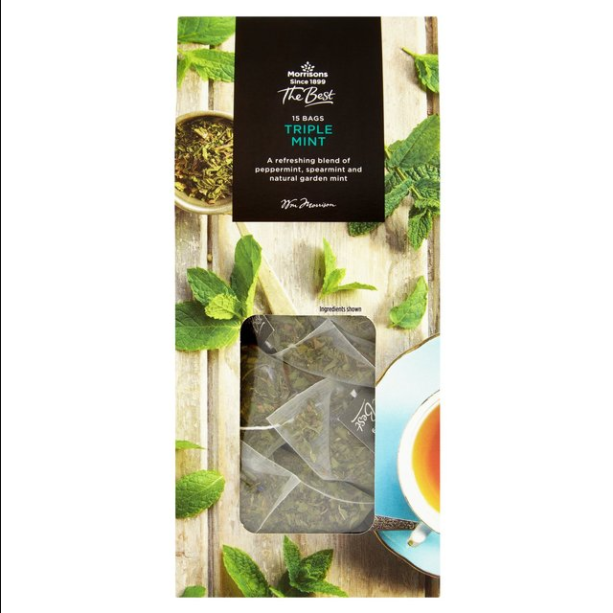 Morrisons
Since 1899
The Best
15 BAGS
TRIPLE
MINT
A refreshing blend of
peppermint, spearmint and
natural garden mint
Wm Morrison
Ingredients shown
Best